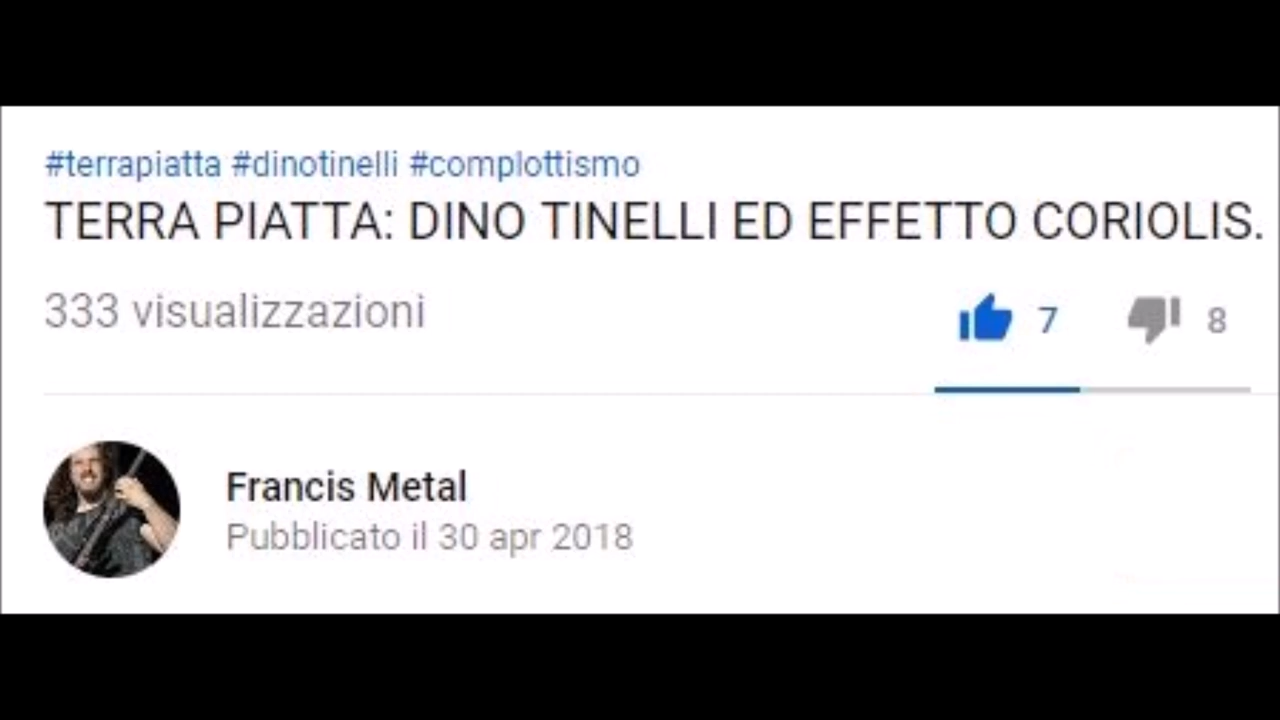 #terrapiatta #dinotinelli #complottismo
TERRA PIATTA: DINO TINELLI ED EFFETTO CORIOLIS.
333 visualizzazioni
7
8
Francis Metal
Pubblicato il 30 apr 2018